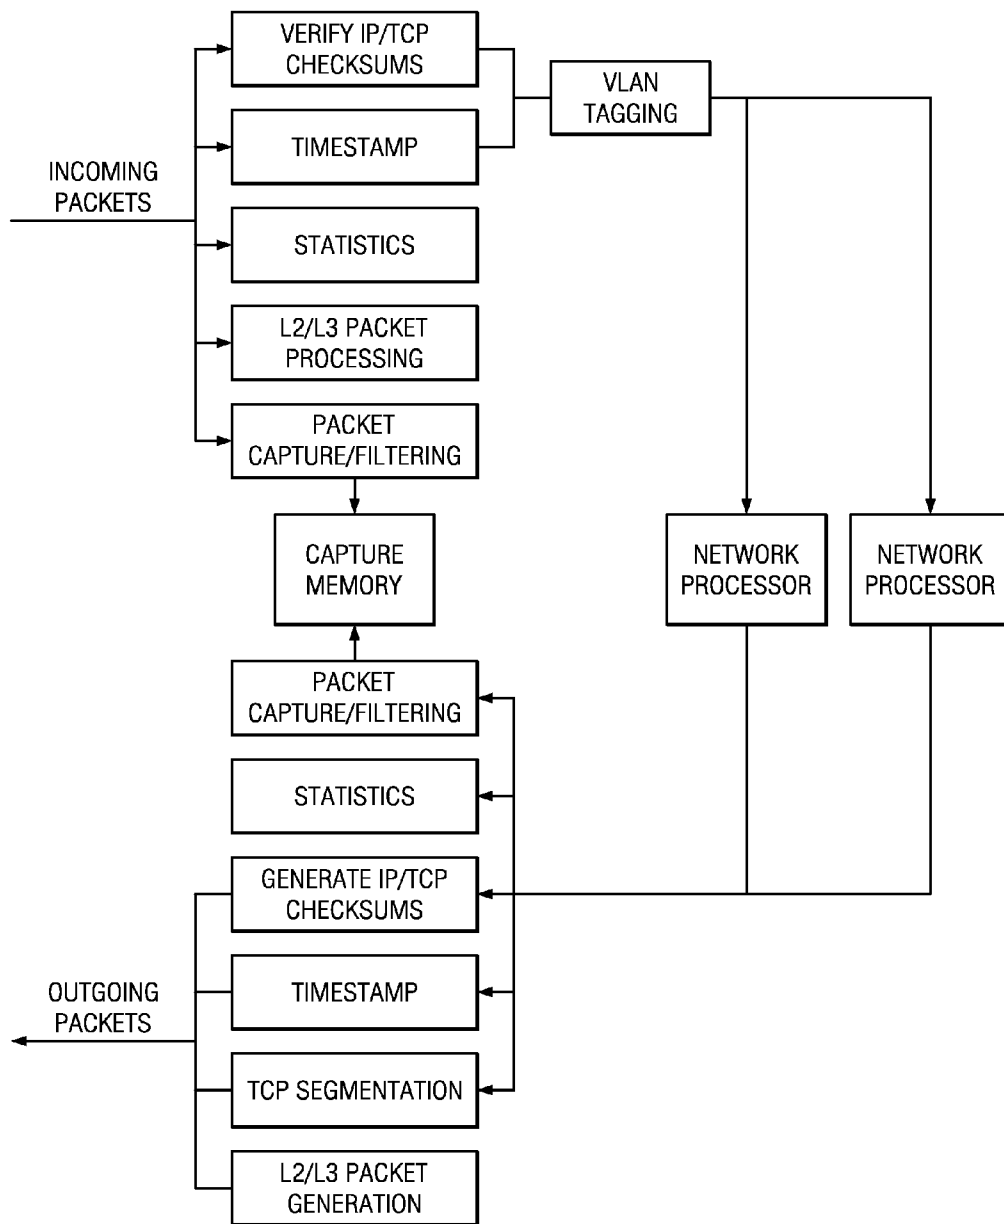 VERIFY IP/TCP
CHECKSUMS
VLAN
TAGGING
TIMESTAMP
INCOMING
PACKETS
STATISTICS
L2/L3 PACKET
PROCESSING
PACKET
CAPTURE/FILTERING
CAPTURE
MEMORY
NETWORK
PROCESSOR
NETWORK
PROCESSOR
PACKET
CAPTURE/FILTERING
STATISTICS
GENERATE IP/TCP
CHECKSUMS
TIMESTAMP
OUTGOING
PACKETS
TCP SEGMENTATION
L2/L3 PACKET
GENERATION